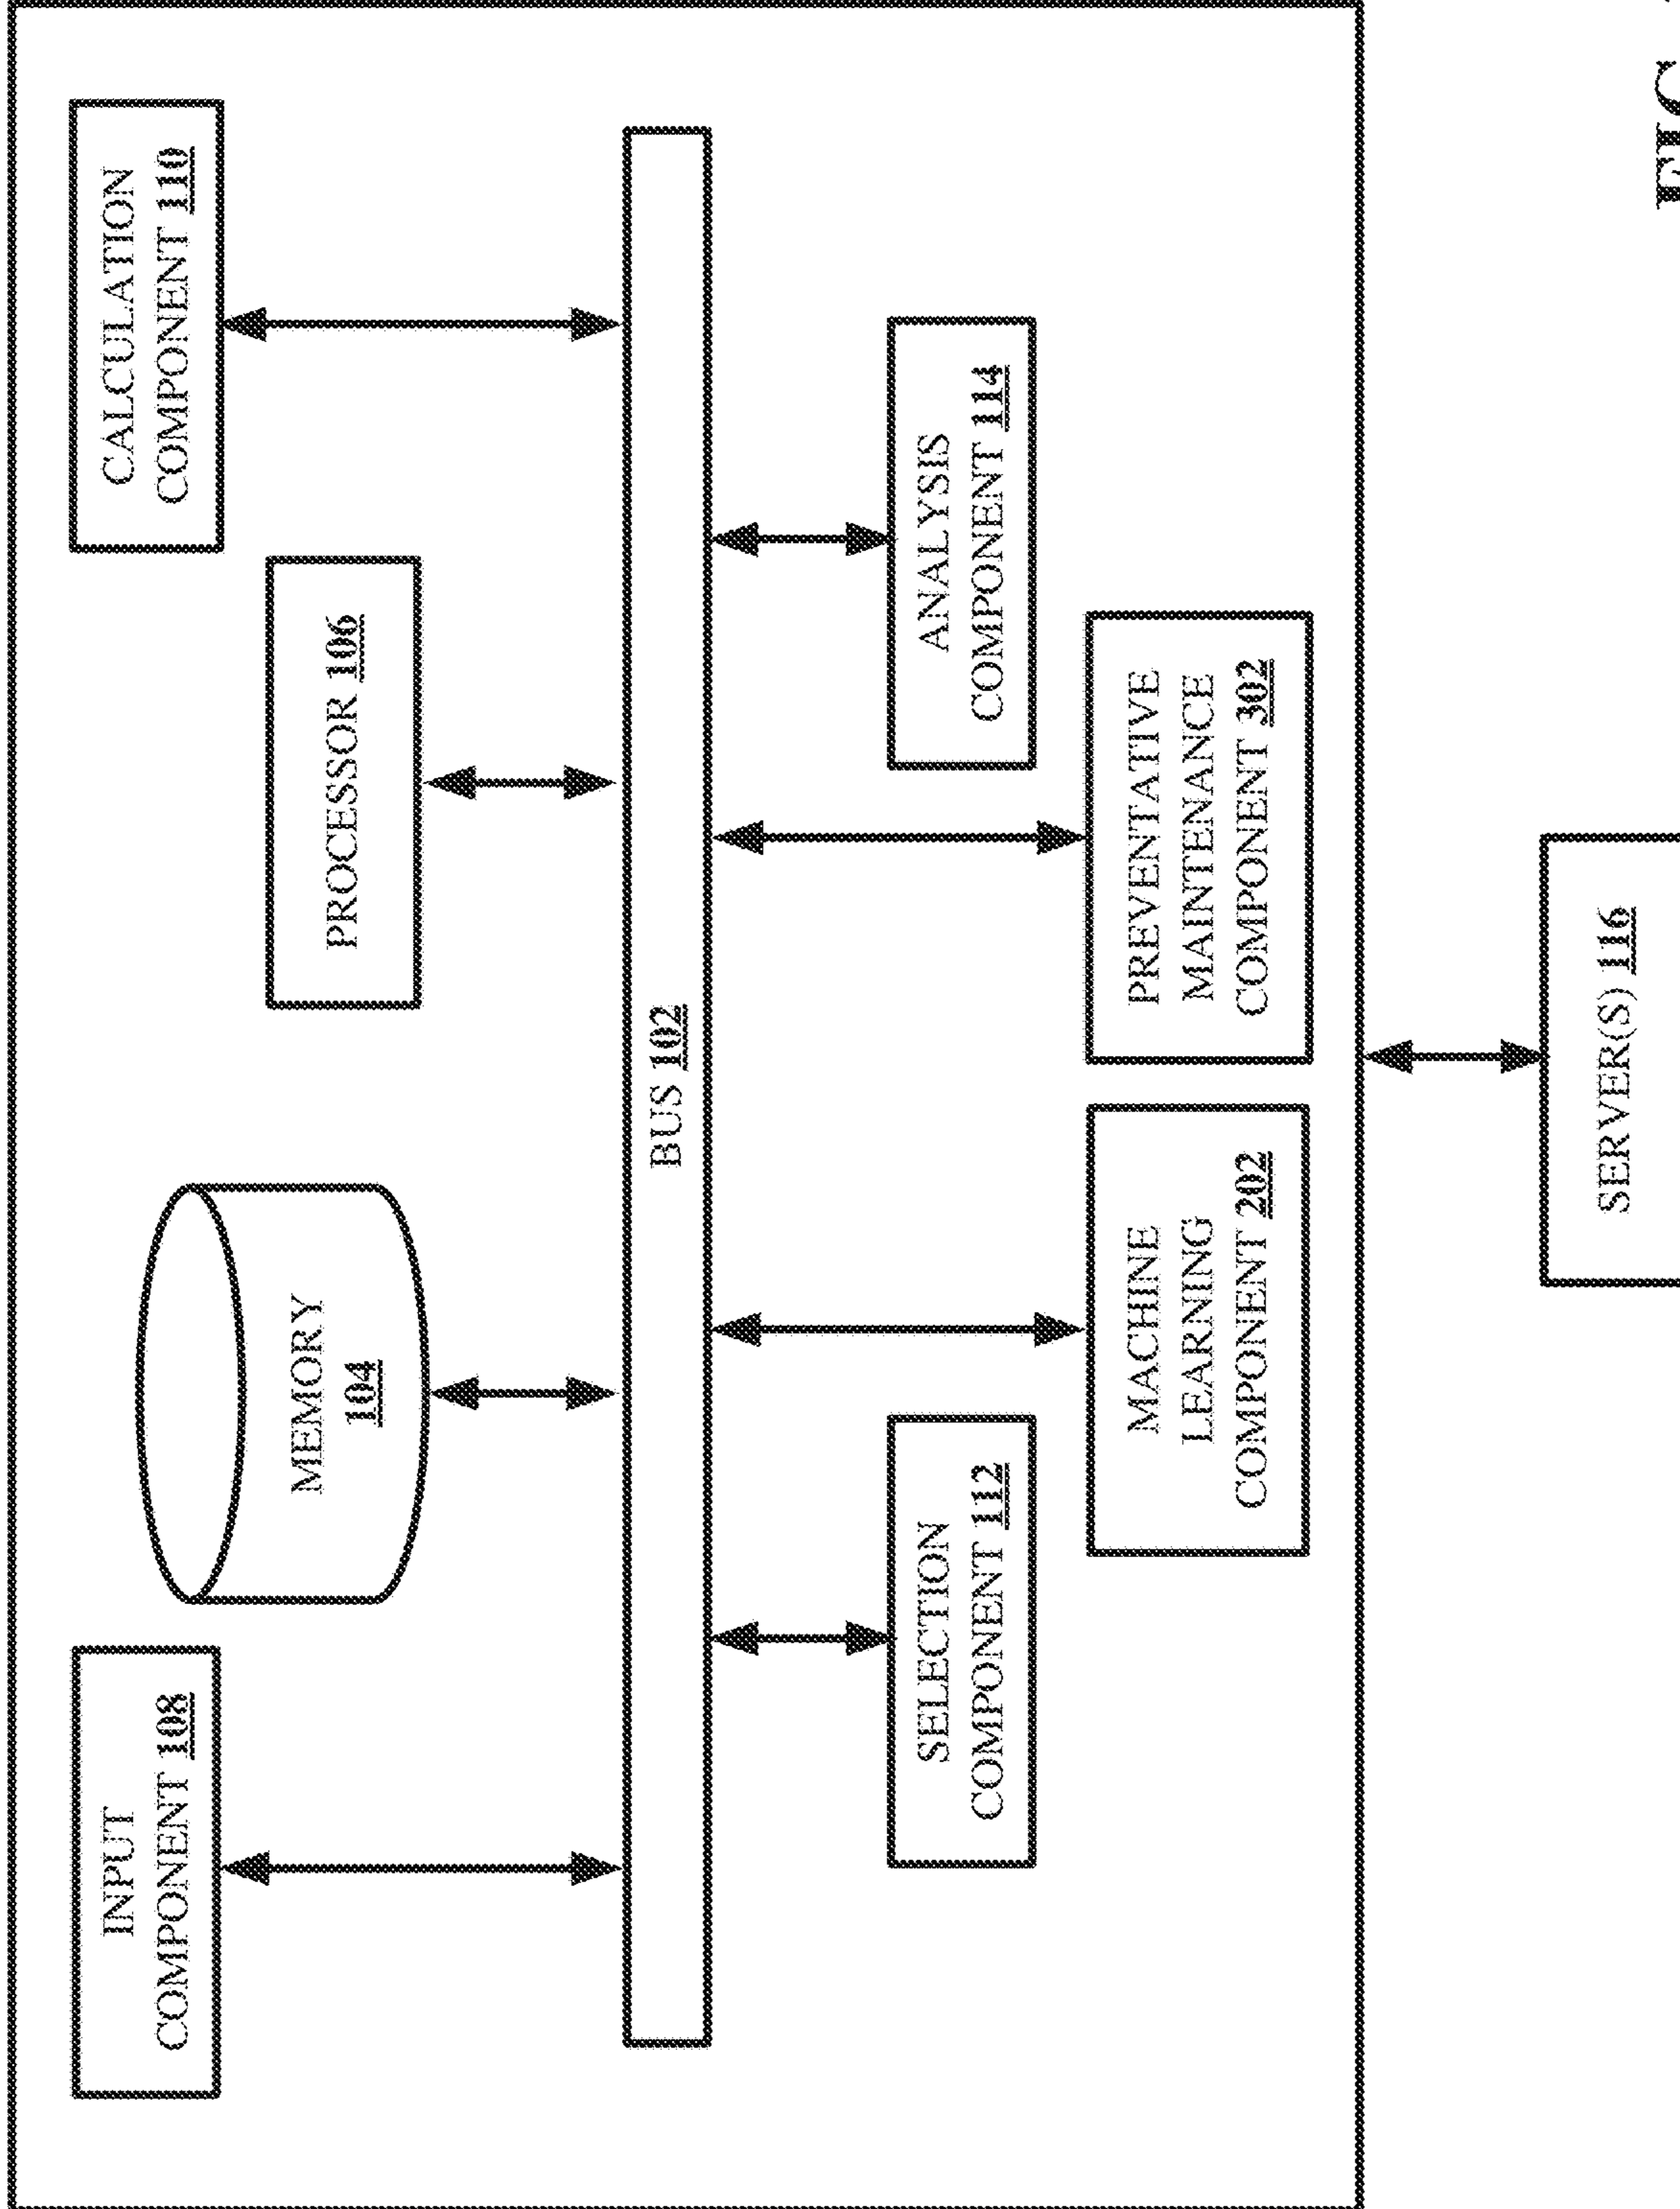 INPUT
COMPONENT 108
MEMORY
104
PROCESSOR 106
CALCULATION
COMPONENT 110
BUS 102
SELECTION
COMPONENT 112
MACHINE
LEARNING
COMPONENT 202
PREVENTATIVE
MAINTENANCE
COMPONENT 302
ANALYSIS
COMPONENT 114
SERVER(S) 116